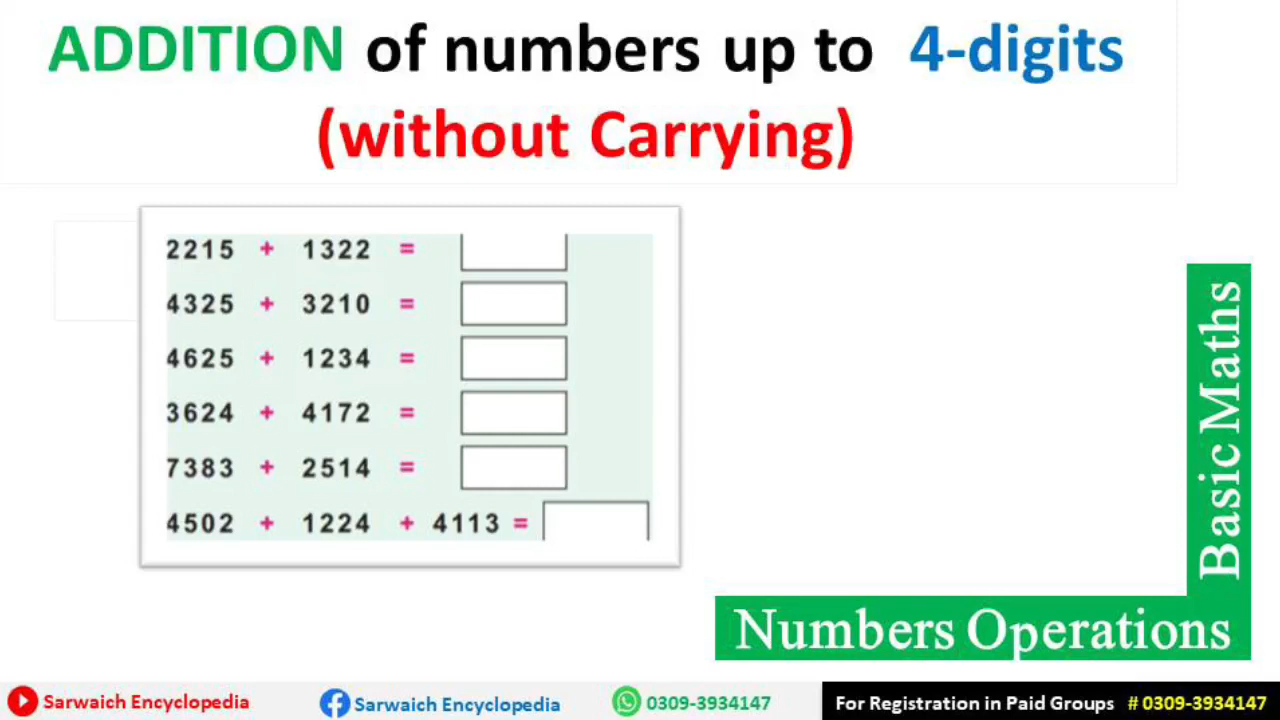 ADDITION of numbers up to 4-digits
(without Carrying)
2215 + 1322 =
4325 + 3210 =
4625 + 1234 =
3624 + 4172 =
7383 + 2514 =
4502 + 1224 + 4113 =
Basic Maths
Numbers Operations
Sarwaich Encyclopedia
Sarwaich Encyclopedia
0309-3934147
For Registration in Paid Groups # 0309-3934147